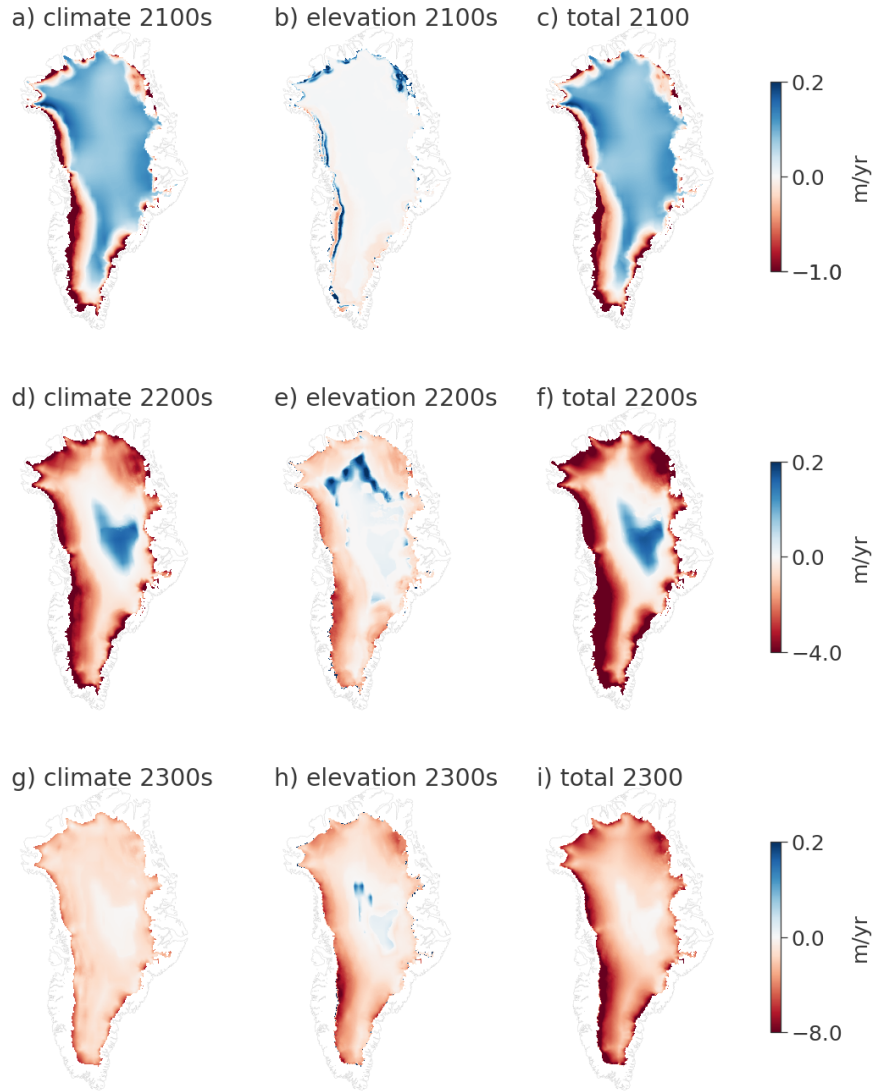 a) climate 2100s
b) elevation 2100s
c) total 2100
0.2
0.0
−1.0
m/yr
d) climate 2200s
e) elevation 2200s
f) total 2200s
0.2
0.0
−4.0
m/yr
g) climate 2300s
h) elevation 2300s
i) total 2300
0.2
0.0
−8.0
m/yr